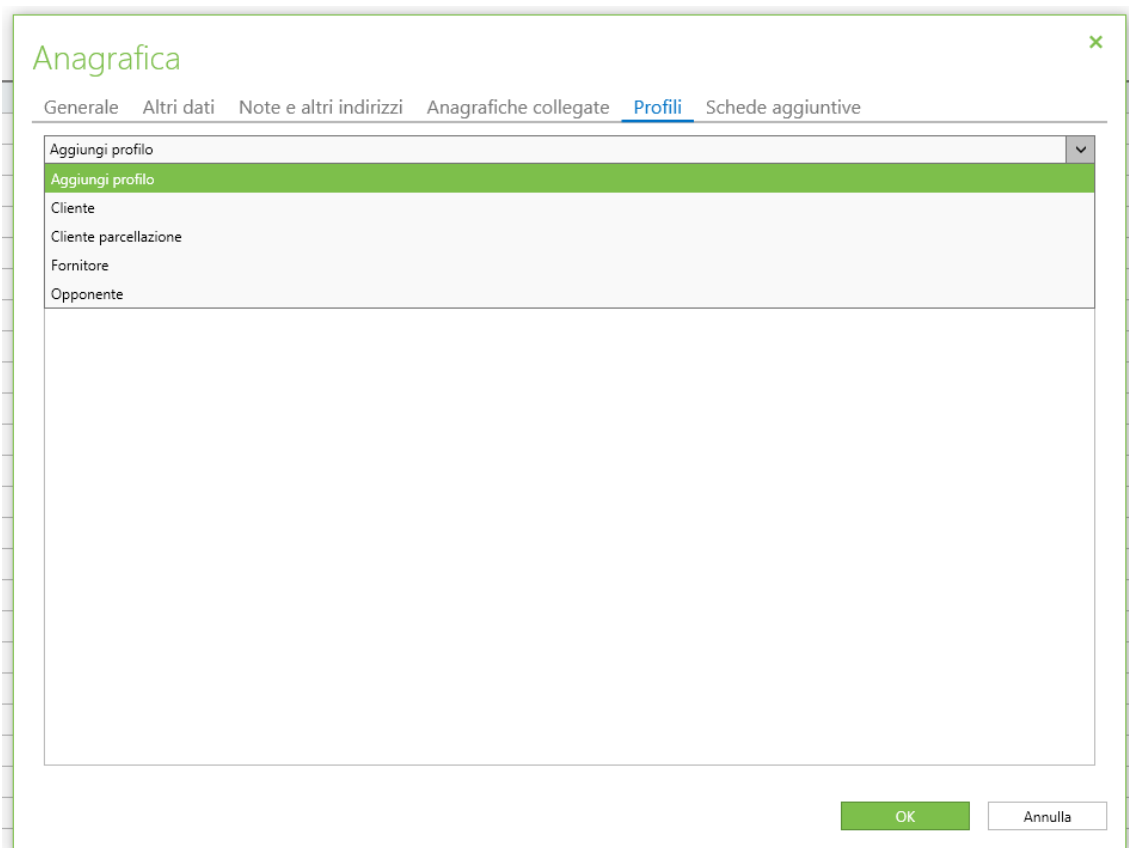 Anagrafica
Generale Altri dati Note e altri indirizzi Anagrafiche collegate Profili Schede aggiuntive
Aggiungi profilo
Aggiungi profilo
Cliente
Cliente parcellazione
Fornitore
Opponente
OK Annulla